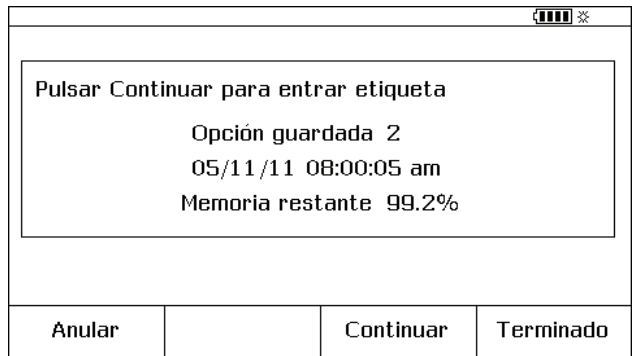 Pulsar Continuar para entrar etiqueta
Opción guardada 2
05/11/11 08:00:05 am
Memoria restante 99.2%
Anular Continuar Terminado